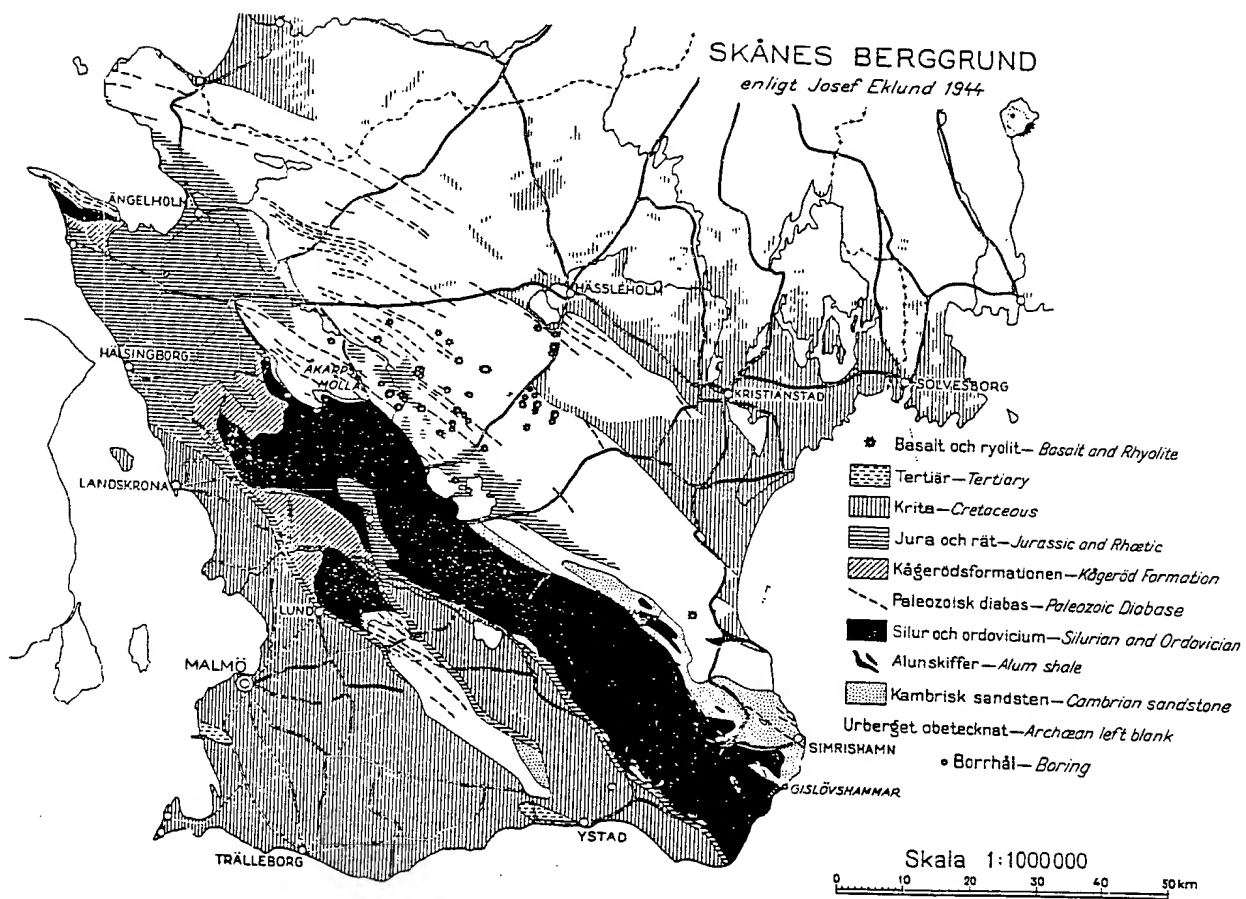 SKÅNES BERGGRUND
enligt Josef Eklund 1944
ÄNGELHOLM
HÄSSLEHOLM
HÄLSINGBORG
ÅKARPS
MÖLLA
KRISTIANSTAD
SÖLVESBORG
LANDSKRONA
LUND
MALMÖ
SIMRISHAMN
GISLÖVSHAMMAR
YSTAD
TRÄLLEBORG
Basalt och ryolit—Basalt and Rhyolite
Tertiär—Tertiary
Krita—Cretaceous
Jura och rät—Jurassic and Rhætic
Kågerödsformationen—Kågeröd Formation
Paleozoisk diabas—Paleozoic Diabase
Silur och ordovicium—Silurian and Ordovician
Alunskiffer—Alum shale
Kambrisk sandsten—Cambrian sandstone
Urberget obetecknat—Archæan left blank
Borrhål—Boring
Skala 1:1000000
0 10 20 30 40 50 km